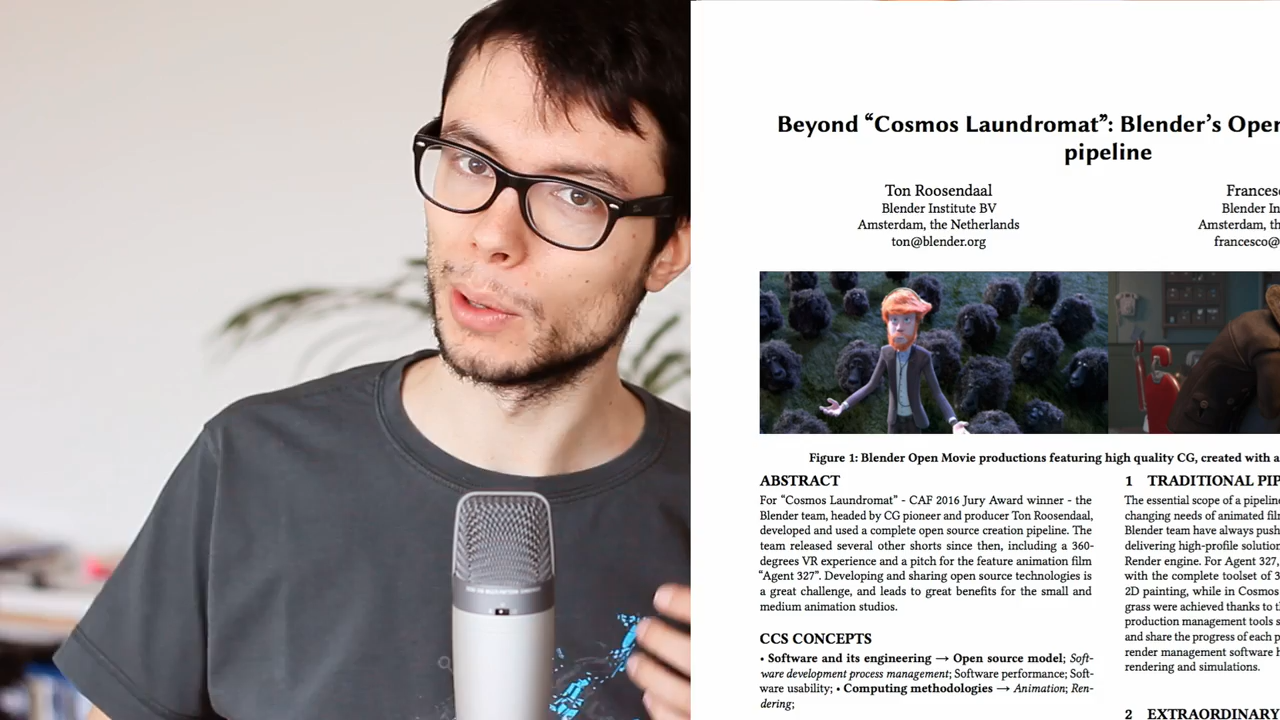 Beyond “Cosmos Laundromat”: Blender’s Open
pipeline
Ton Roosendaal
Blender Institute BV
Amsterdam, the Netherlands
ton@blender.org
Francesc
Blender In
Amsterdam, th
francesco@
Figure 1: Blender Open Movie productions featuring high quality CG, created with a
ABSTRACT
For “Cosmos Laundromat” - CAF 2016 Jury Award winner - the
Blender team, headed by CG pioneer and producer Ton Roosendaal,
developed and used a complete open source creation pipeline. The
team released several other shorts since then, including a 360-
degrees VR experience and a pitch for the feature animation film
“Agent 327”. Developing and sharing open source technologies is
a great challenge, and leads to great benefits for the small and
medium animation studios.
CCS CONCEPTS
• Software and its engineering → Open source model; Soft-
ware development process management; Software performance; Soft-
ware usability; • Computing methodologies → Animation; Ren-
dering;
1 TRADITIONAL PIP
The essential scope of a pipeline
changing needs of animated fil
Blender team have always push
delivering high-profile solution
Render engine. For Agent 327,
with the complete toolset of 3
2D painting, while in Cosmos
grass were achieved thanks to th
production management tools s
and share the progress of each p
render management software h
rendering and simulations.
2 EXTRAORDINARY